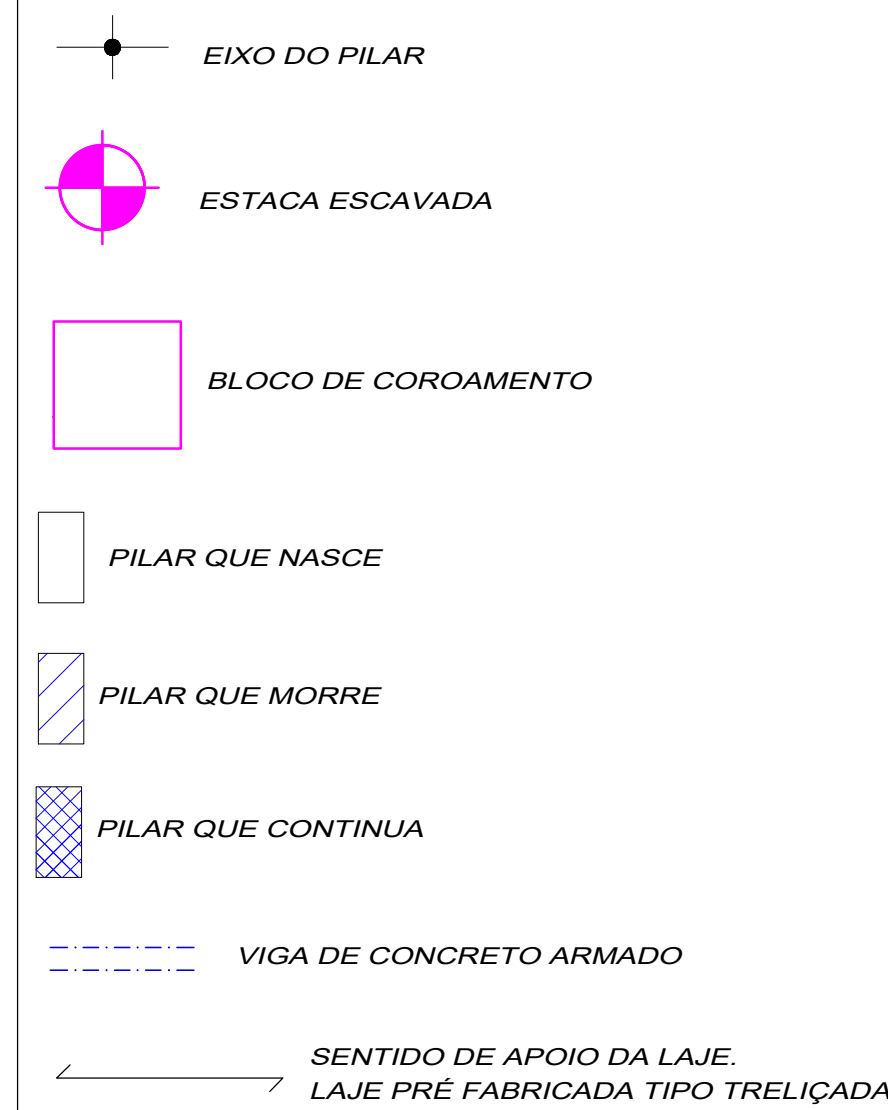 EIXO DO PILAR
ESTACA ESCAVADA
BLOCO DE COROAMENTO
PILAR QUE NASCE
PILAR QUE MORRE
PILAR QUE CONTINUA
VIGA DE CONCRETO ARMADO
SENTIDO DE APOIO DA LAJE.
LAJE PRÉ FABRICADA TIPO TRELIÇADA